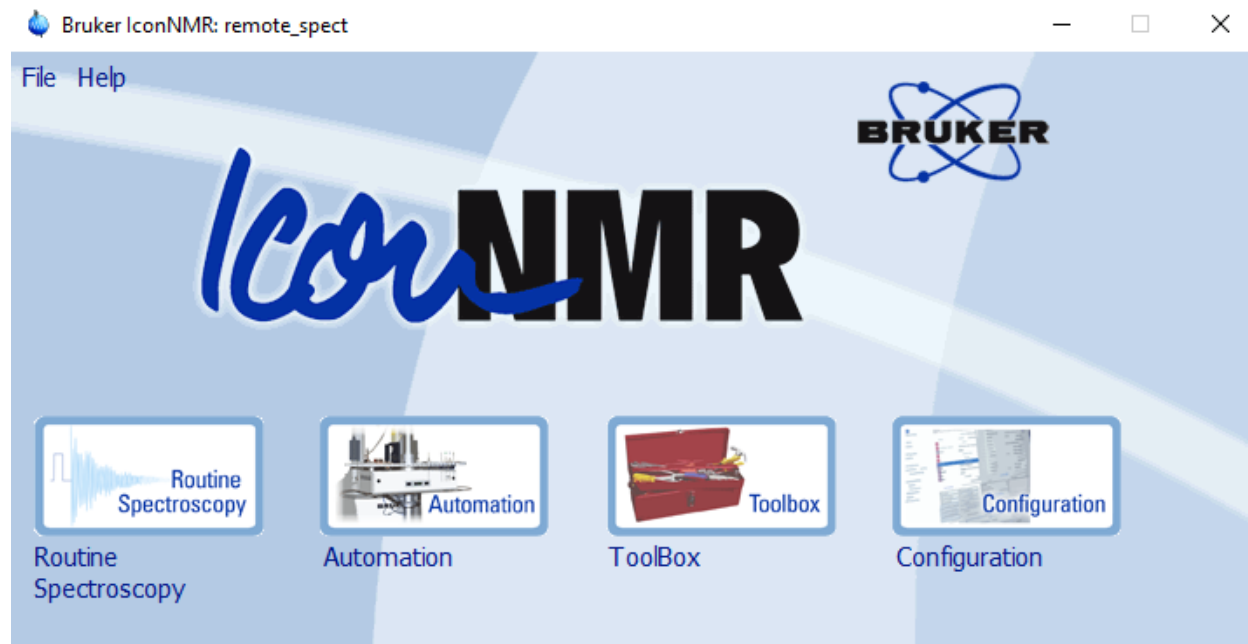 Bruker IconNMR: remote_spect
File Help
BRUKER
IconNMR
Routine
Spectroscopy
Automation
Toolbox
Configuration
Routine
Spectroscopy
Automation
ToolBox
Configuration